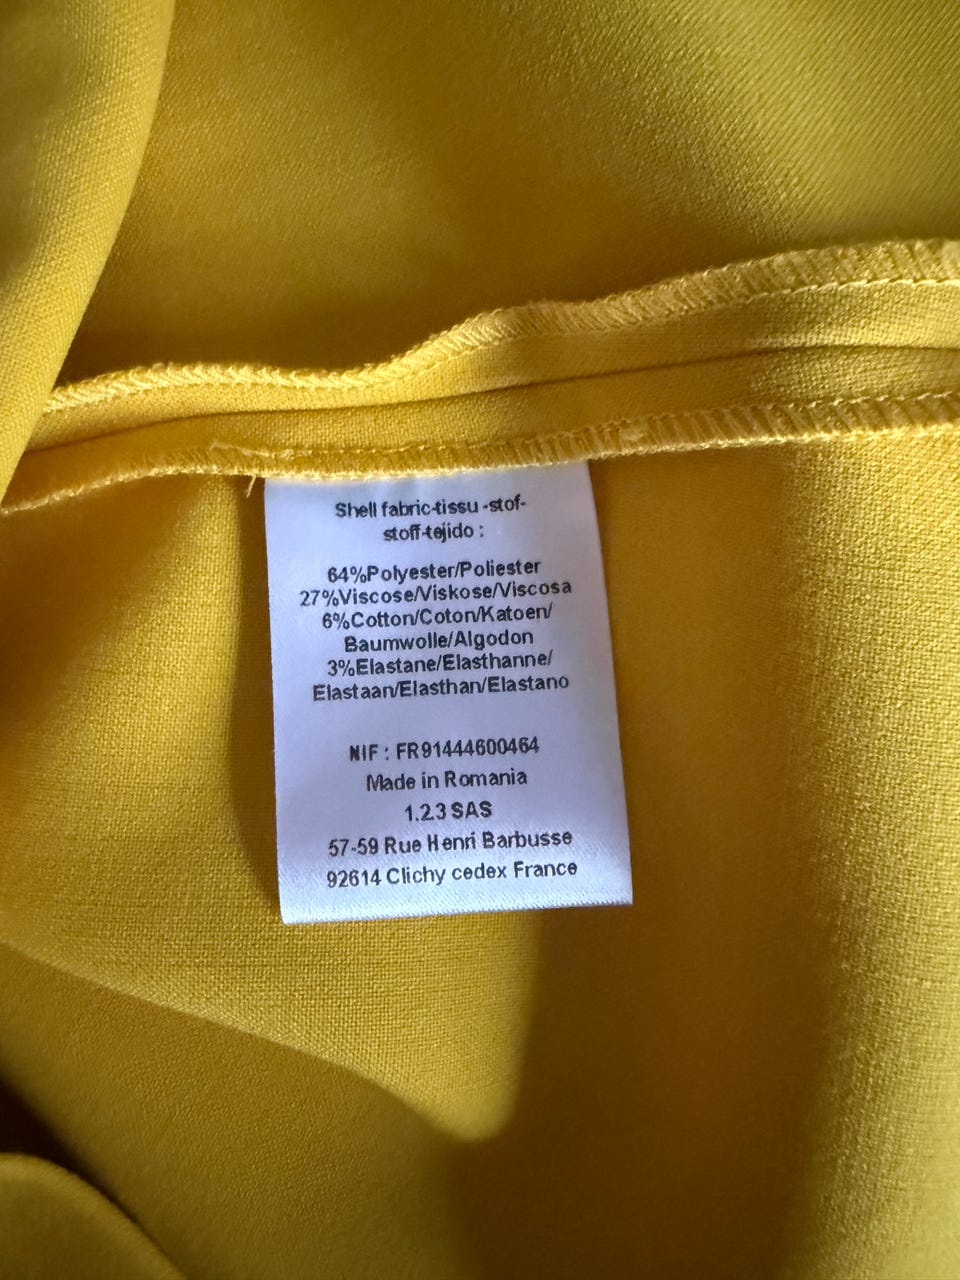 Shell fabric-tissu -stof-
stoff-tejido :
64%Polyester/Poliester
27%Viscose/Viskose/Viscosa
6%Cotton/Coton/Katoen/
Baumwolle/Algodon
3%Elastane/Elasthanne/
Elastaan/Elasthan/Elastano
NIF : FR91444600464
Made in Romania
1.2.3 SAS
57-59 Rue Henri Barbusse
92614 Clichy cedex France